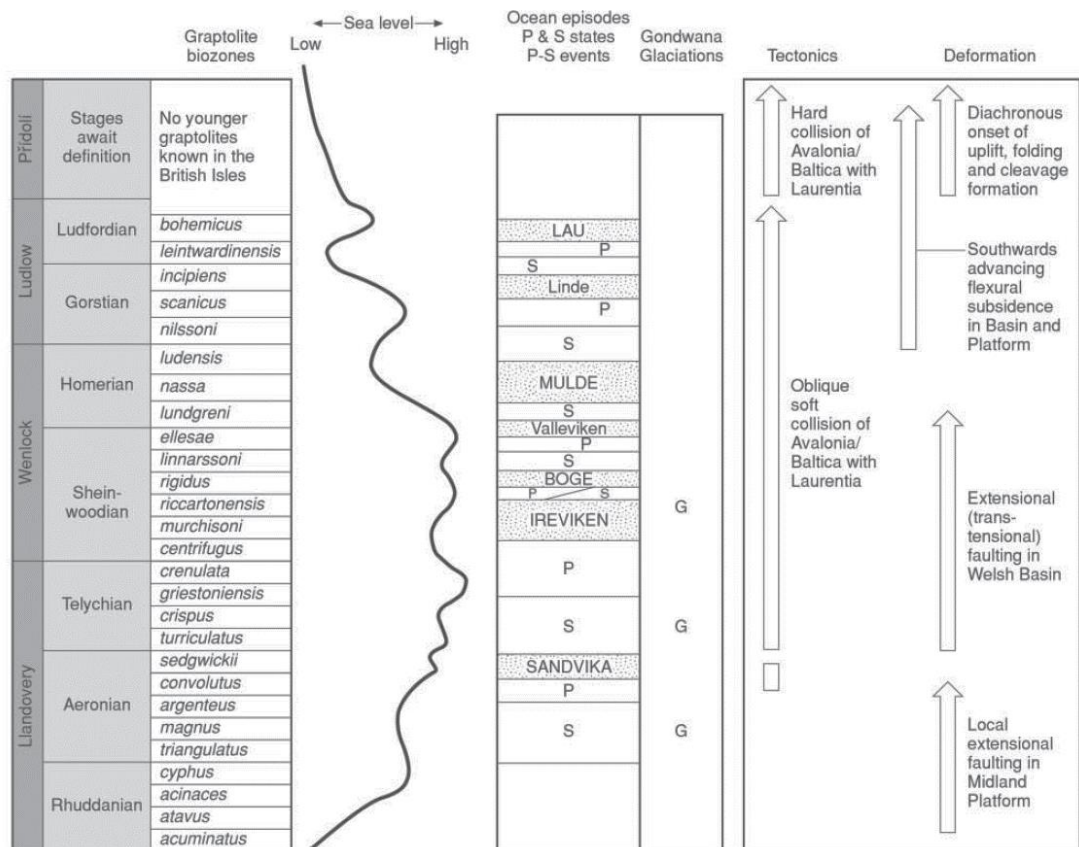 Graptolite
biozones
Sea level
Low
High
Ocean episodes
P & S states
P-S events
Gondwana
Glaciations
Tectonics
Deformation
Přídolí
Stages
await
definition
No younger
graptolites
known in the
British Isles
Ludlow
Ludfordian
bohemicus
leintwardinensis
Gorstian
incipiens
scanicus
nilssoni
Wenlock
Homerian
ludensis
nassa
lundgreni
Shein-
woodian
ellesae
linnarssoni
rigidus
riccartonensis
murchisoni
centrifugus
Llandovery
Telychian
crenulata
griestoniensis
crispus
turriculatus
Aeronian
sedgwickii
convolutus
argenteus
magnus
triangulatus
Rhuddanian
cyphus
acinaces
atavus
acuminatus
LAU
P
S
Linde
P
S
MULDE
S
Valleviken
P
S
BOGE
P S
IREVIKEN
P
S
SANDVIKA
P
S
G
G
G
Hard
collision of
Avalonia/
Baltica with
Laurentia
Oblique
soft
collision of
Avalonia/
Baltica with
Laurentia
Diachronous
onset of
uplift, folding
and cleavage
formation
Southwards
advancing
flexural
subsidence
in Basin and
Platform
Extensional
(trans-
tensional)
faulting in
Welsh Basin
Local
extensional
faulting in
Midland
Platform